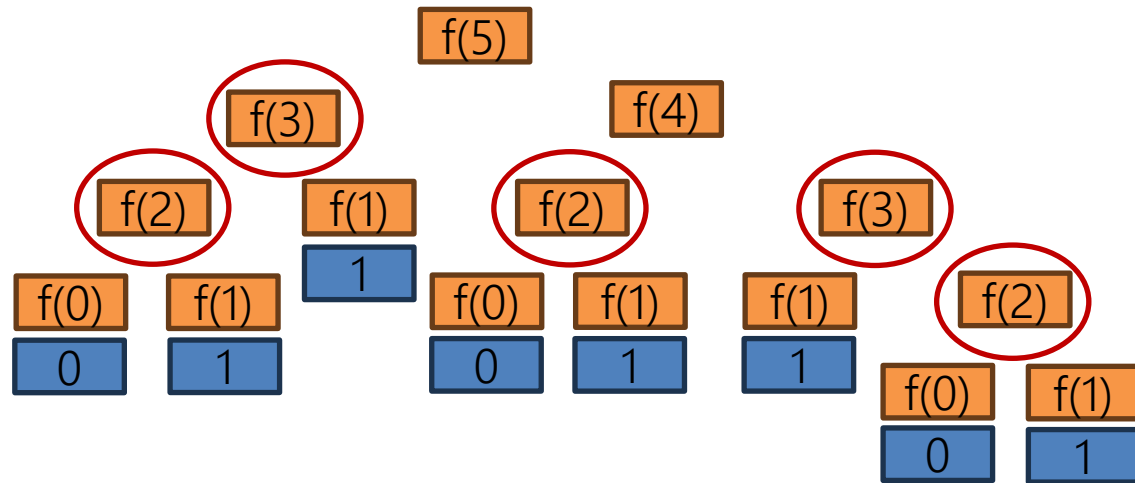 f(5)
f(3) f(4)
f(2) f(1) f(2) f(3)
1
f(0) f(1) f(0) f(1) f(1) f(2)
0 1 0 1 1
f(0) f(1)
0 1